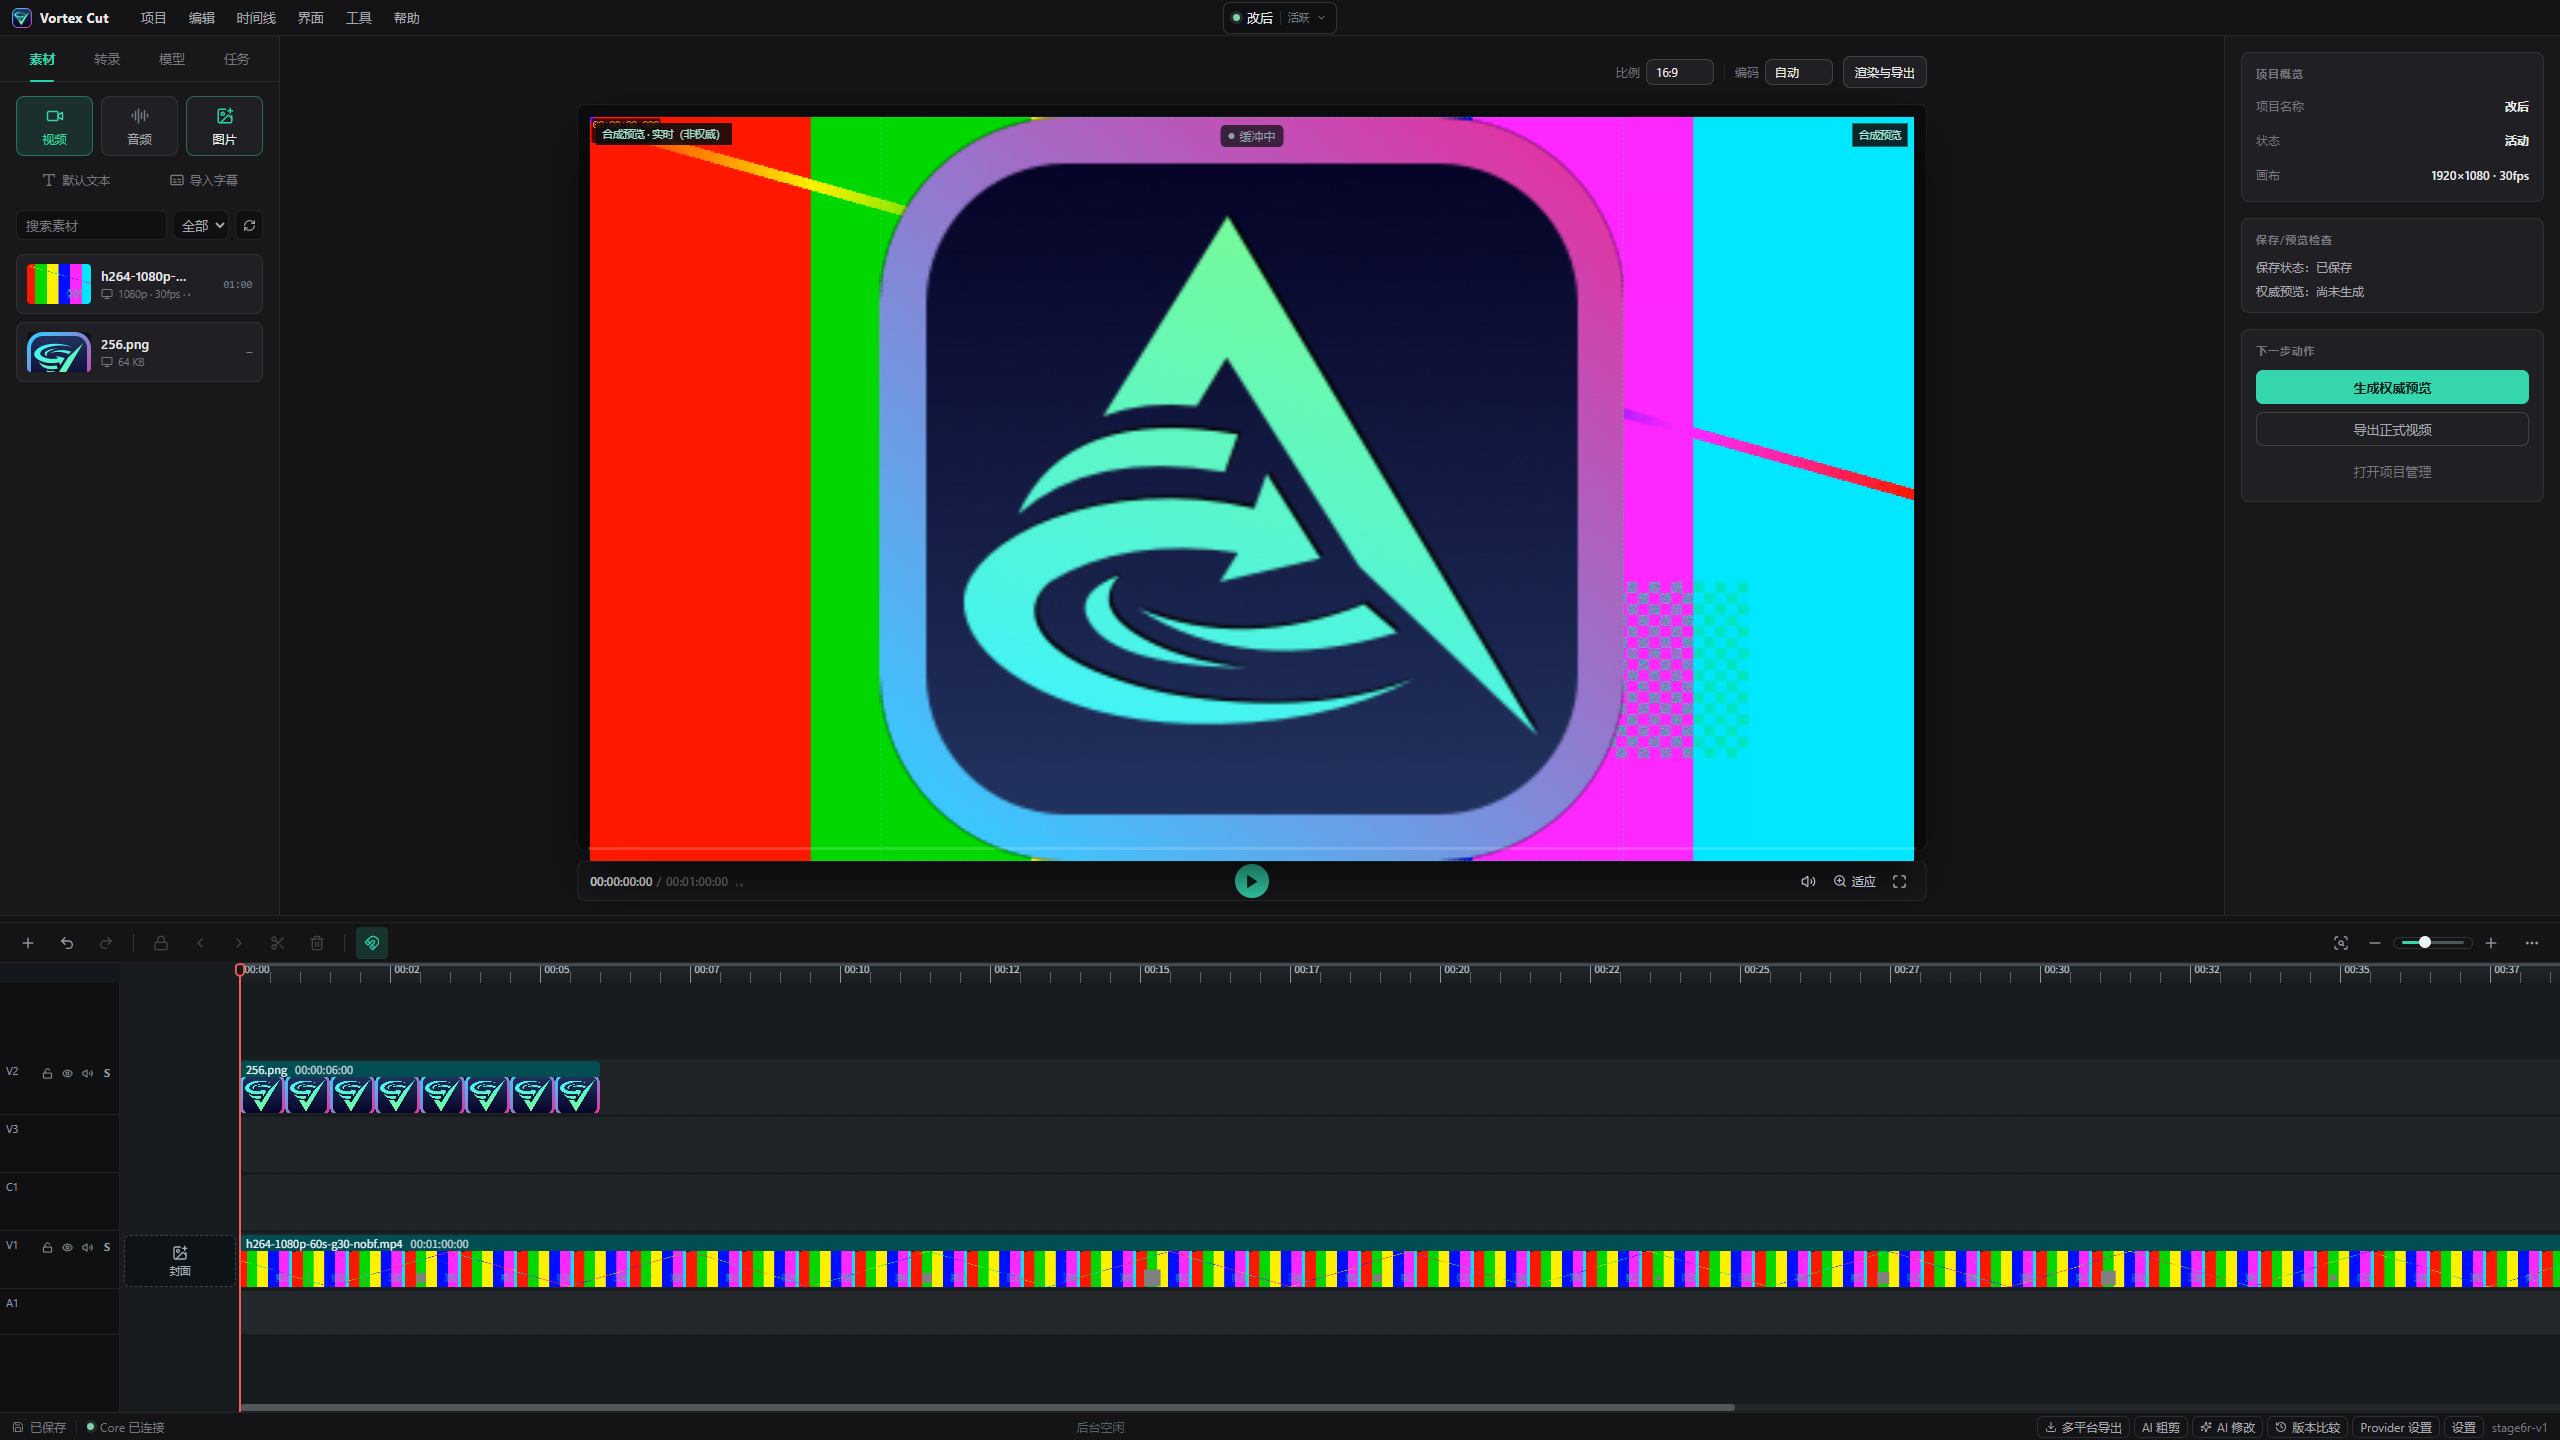 Vortex Cut 项目 编辑 时间线 界面 工具 帮助
改后 活跃
素材 转录 模型 任务
视频 音频 图片
默认文本 导入字幕
搜索素材 全部
h264-1080p-...
1080p · 30fps ·
01:00
256.png
64 KB
–
比例 16:9 编码 自动 渲染与导出
合成预览 · 实时（非权威）
缓冲中
合成预览
00:00:00:00 / 00:01:00:00
适应
项目概览
项目名称 改后
状态 活动
画布 1920×1080 · 30fps
保存/预览检查
保存状态：已保存
权威预览：尚未生成
下一步动作
生成权威预览
导出正式视频
打开项目管理
00:00 00:02 00:05 00:07 00:10 00:12 00:15 00:17 00:20 00:22 00:25 00:27 00:30 00:32 00:35 00:37
V2 S
256.png 00:00:06:00
V3
C1
V1 S
封面
h264-1080p-60s-g30-nobf.mp4 00:01:00:00
A1
已保存 Core 已连接
后台空闲
多平台导出 AI 粗剪 AI 修改 版本比较 Provider 设置 设置 stage6r-v1